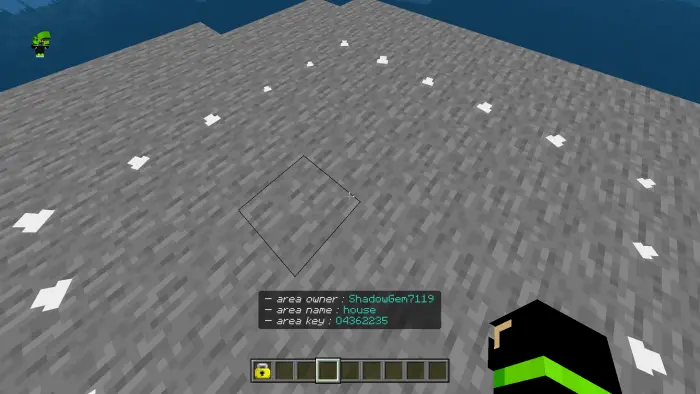 - area owner : ShadowGem7119
- area name : house
- area key : 04362235